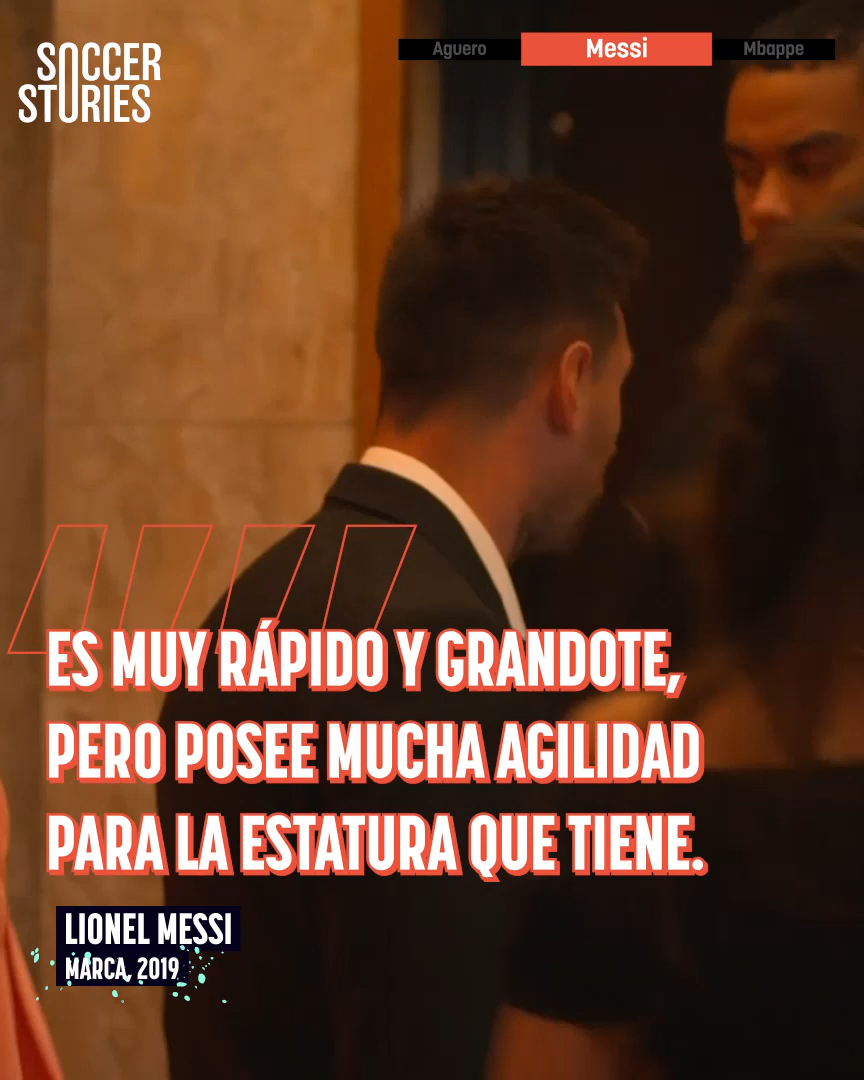 SOCCER
STORIES
Aguero Messi Mbappe
ES MUY RÁPIDO Y GRANDOTE,
PERO POSEE MUCHA AGILIDAD
PARA LA ESTATURA QUE TIENE.
LIONEL MESSI
MARCA, 2019